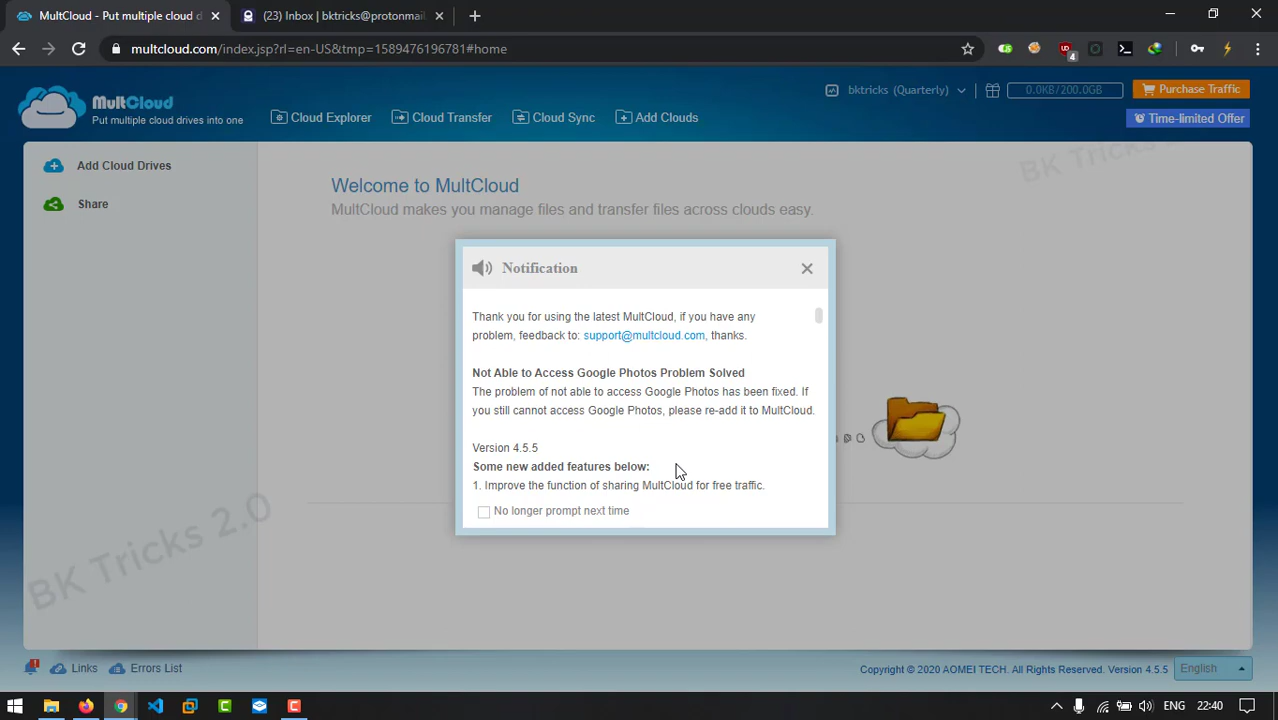 MultCloud - Put multiple cloud d
(23) Inbox | bktricks@protonmail
multcloud.com/index.jsp?rl=en-US&tmp=1589476196781#home
4
MultCloud
Put multiple cloud drives into one
Cloud Explorer
Cloud Transfer
Cloud Sync
Add Clouds
bktricks (Quarterly)
0.0KB/200.0GB
Purchase Traffic
Time-limited Offer
Add Cloud Drives
Share
Welcome to MultCloud
MultCloud makes you manage files and transfer files across clouds easy.
BK Tricks
Notification
Thank you for using the latest MultCloud, if you have any
problem, feedback to: support@multcloud.com, thanks.
Not Able to Access Google Photos Problem Solved
The problem of not able to access Google Photos has been fixed. If
you still cannot access Google Photos, please re-add it to MultCloud.
Version 4.5.5
Some new added features below:
1. Improve the function of sharing MultCloud for free traffic.
No longer prompt next time
BK Tricks 2.0
1
Links
Errors List
Copyright © 2020 AOMEI TECH. All Rights Reserved. Version 4.5.5
English
ENG
22:40